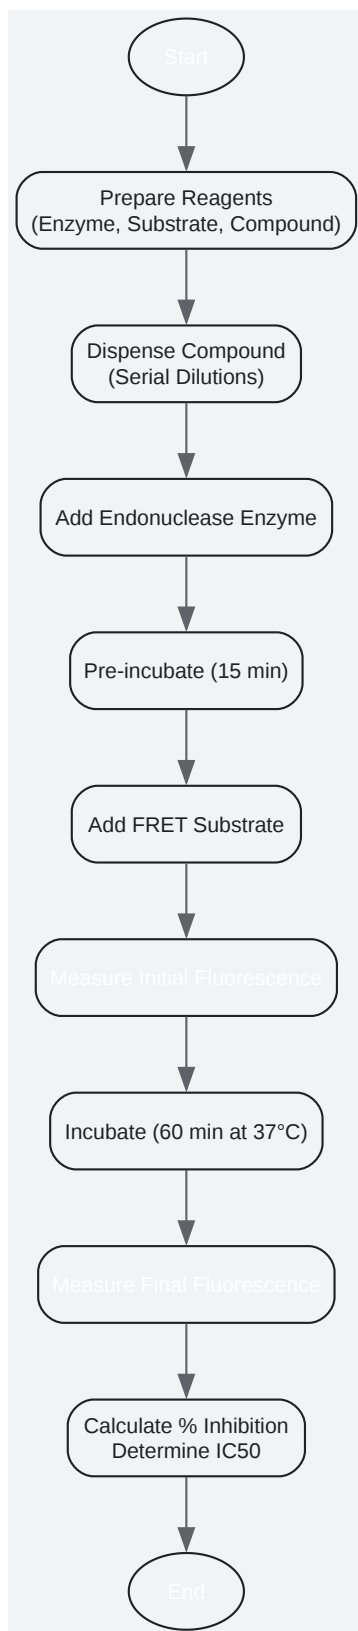 Start
Prepare Reagents
(Enzyme, Substrate, Compound)
Dispense Compound
(Serial Dilutions)
Add Endonuclease Enzyme
Pre-incubate (15 min)
Add FRET Substrate
Measure Initial Fluorescence
Incubate (60 min at 37°C)
Measure Final Fluorescence
Calculate % Inhibition
Determine IC50
End